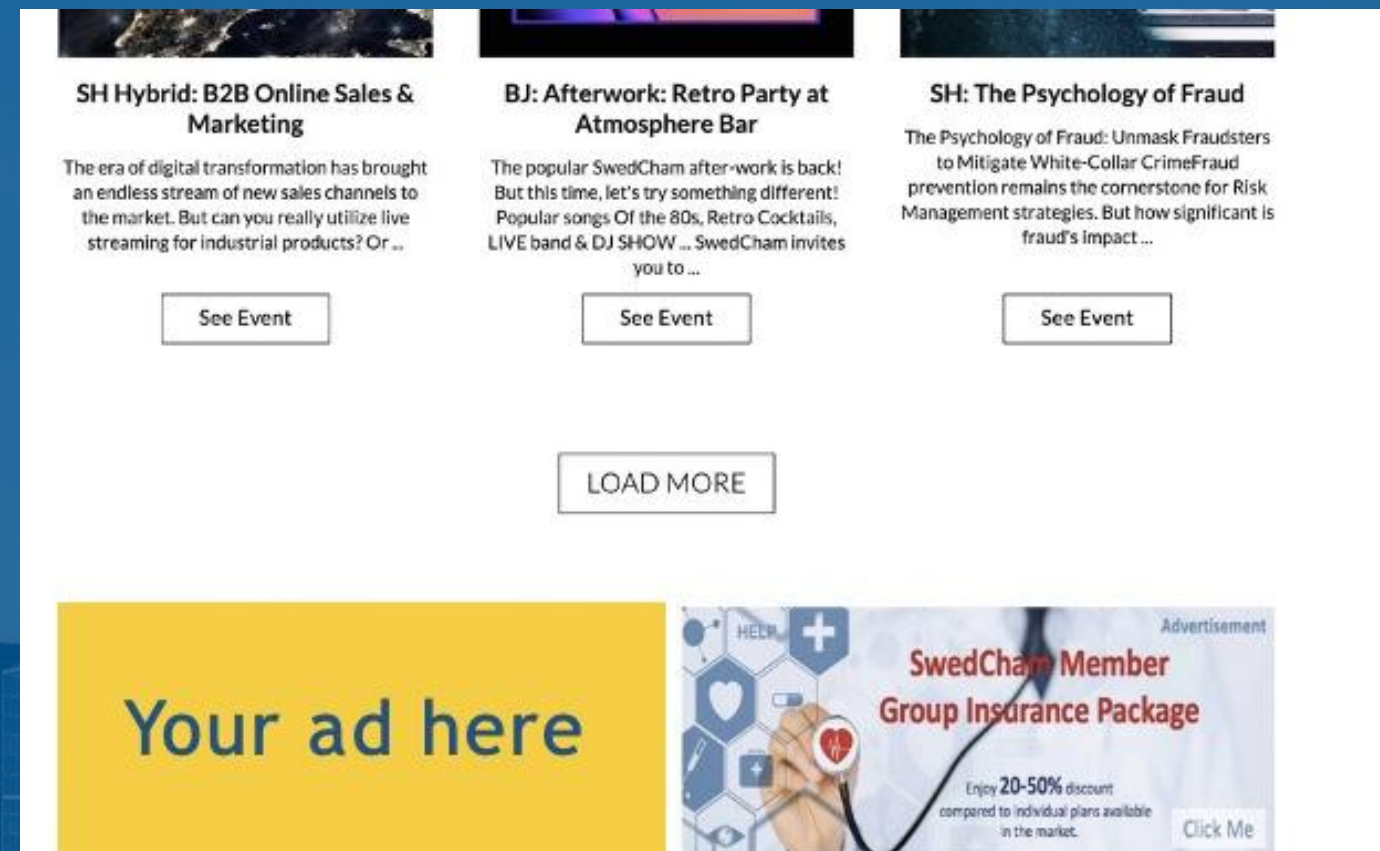 SH Hybrid: B2B Online Sales &
Marketing
The era of digital transformation has brought
an endless stream of new sales channels to
the market. But can you really utilize live
streaming for industrial products? Or ...
See Event
BJ: Afterwork: Retro Party at
Atmosphere Bar
The popular SwedCham after-work is back!
But this time, let's try something different!
Popular songs Of the 80s, Retro Cocktails,
LIVE band & DJ SHOW ... SwedCham invites
you to ...
See Event
SH: The Psychology of Fraud
The Psychology of Fraud: Unmask Fraudsters
to Mitigate White-Collar CrimeFraud
prevention remains the cornerstone for Risk
Management strategies. But how significant is
fraud's impact ...
See Event
LOAD MORE
Your ad here
HELP
Advertisement
SwedCham Member
Group Insurance Package
Enjoy 20-50% discount
compared to individual plans available
in the market.
Click Me